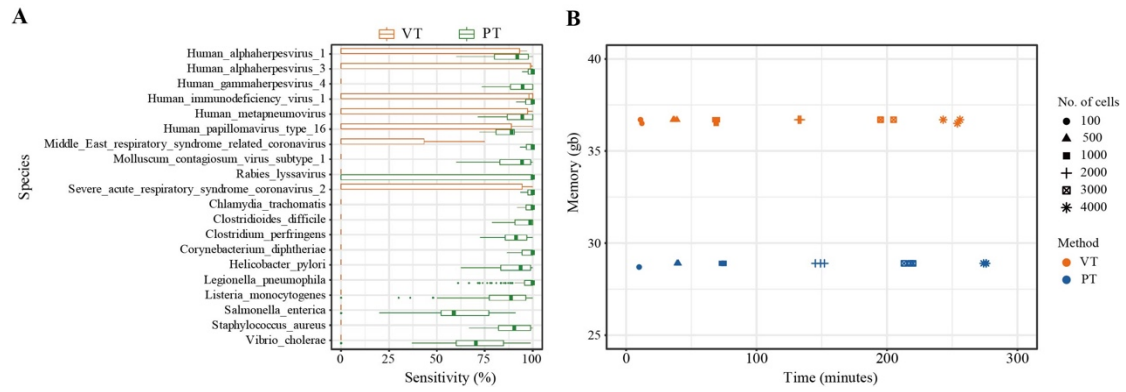 A
VT PT
Species
Human_alphaherpesvirus_1
Human_alphaherpesvirus_3
Human_gammaherpesvirus_4
Human_immunodeficiency_virus_1
Human_metapneumovirus
Human_papillomavirus_type_16
Middle_East_respiratory_syndrome_related_coronavirus
Molluscum_contagiosum_virus_subtype_1
Rabies_lyssavirus
Severe_acute_respiratory_syndrome_coronavirus_2
Chlamydia_trachomatis
Clostridioides_difficile
Clostridium_perfringens
Corynebacterium_diphtheriae
Helicobacter_pylori
Legionella_pneumophila
Listeria_monocytogenes
Salmonella_enterica
Staphylococcus_aureus
Vibrio_cholerae
0 25 50 75 100
Sensitivity (%)
B
Memory (gb)
40
35
30
25
0 100 200 300
Time (minutes)
No. of cells
100
500
1000
2000
3000
4000
Method
VT
PT